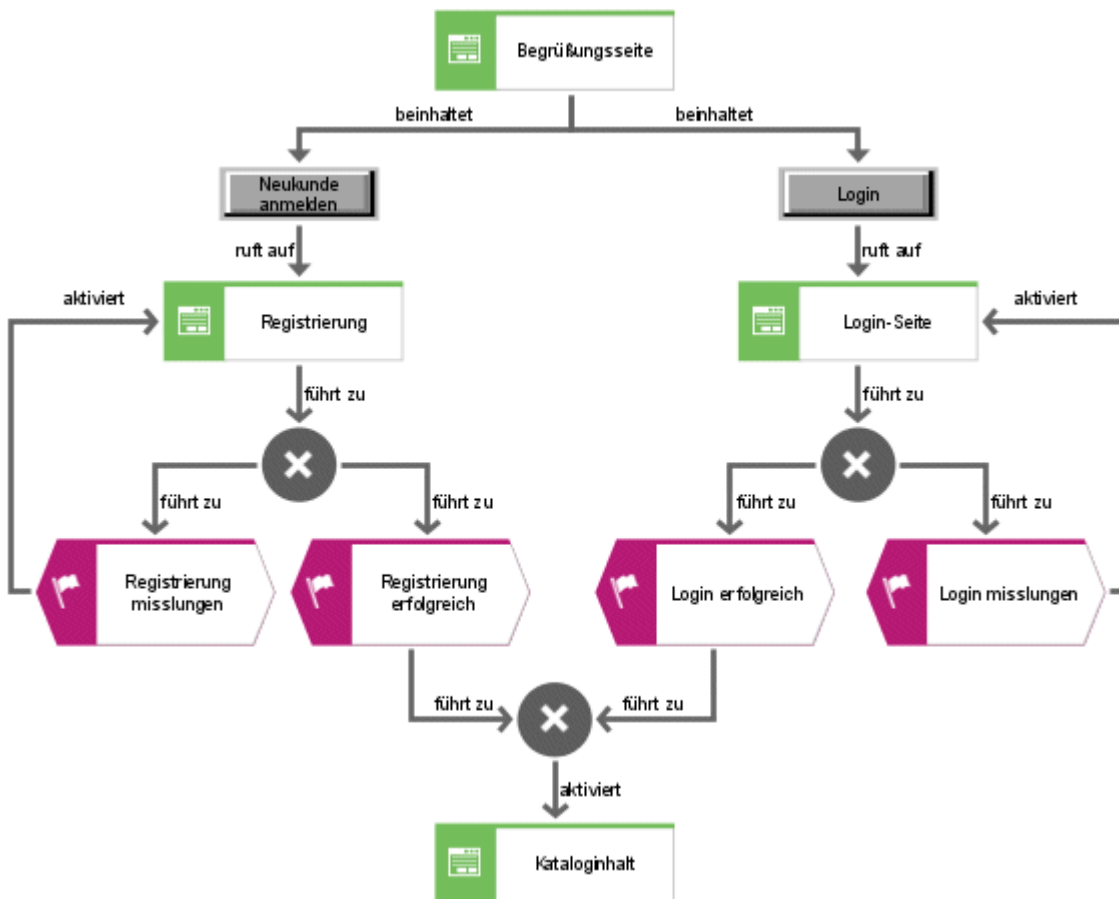 Begrüßungsseite
beinhaltet
beinhaltet
Neukunde
anmelden
Login
ruft auf
ruft auf
aktiviert
aktiviert
Registrierung
Login-Seite
führt zu
führt zu
führt zu
führt zu
führt zu
führt zu
Registrierung
misslungen
Registrierung
erfolgreich
Login erfolgreich
Login misslungen
führt zu
führt zu
aktiviert
Kataloginhalt